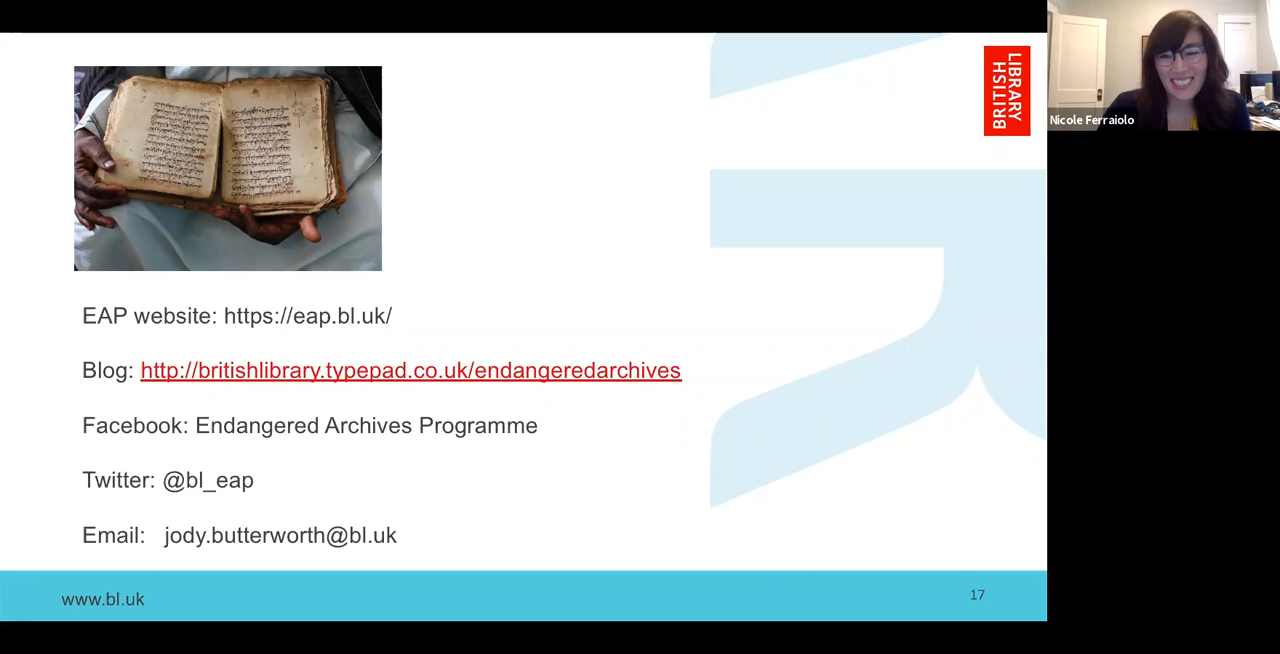 LIBRARY
BRITISH
Nicole Ferraiolo
EAP website: https://eap.bl.uk/
Blog: http://britishlibrary.typepad.co.uk/endangeredarchives
Facebook: Endangered Archives Programme
Twitter: @bl_eap
Email: jody.butterworth@bl.uk
www.bl.uk
17